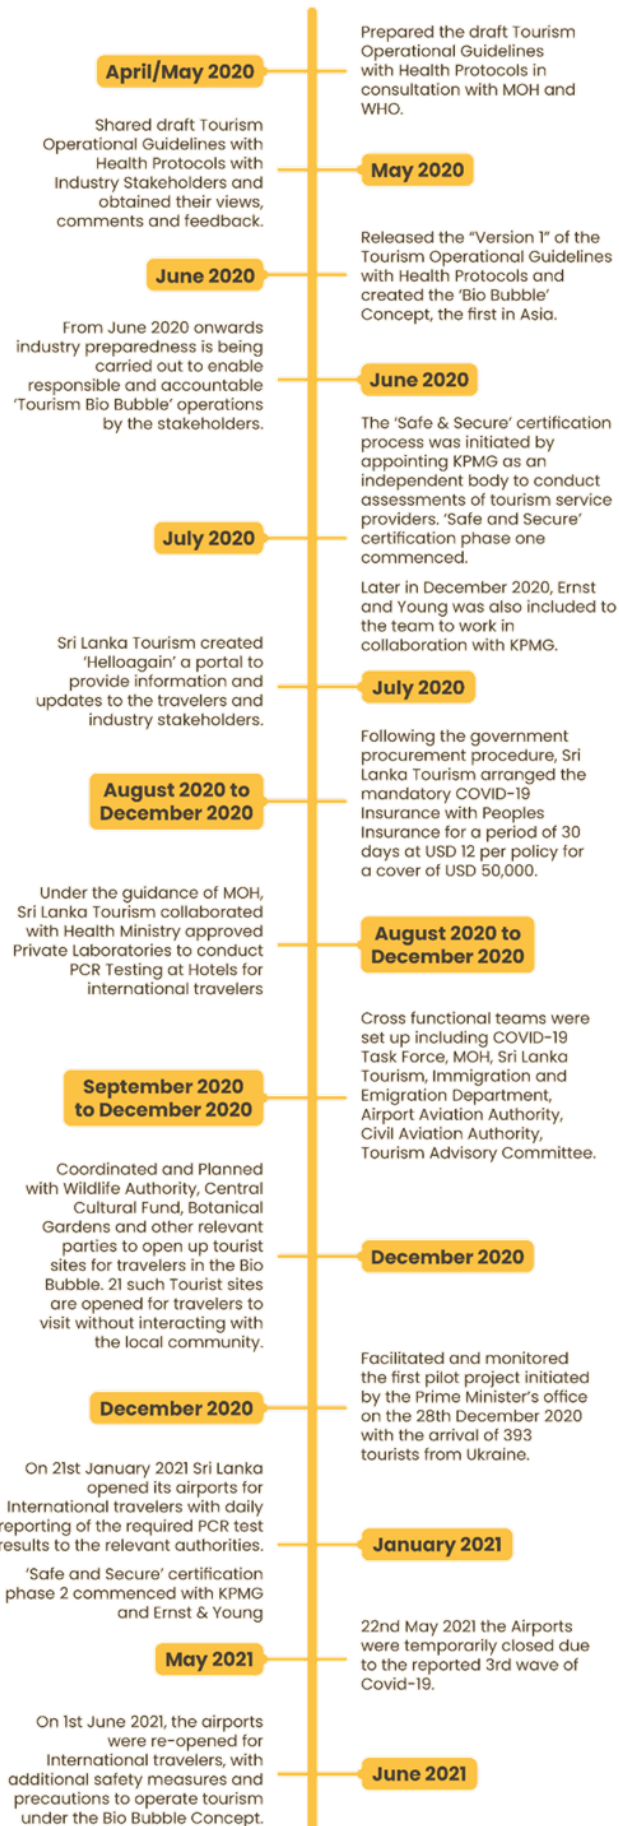 April/May 2020
Prepared the draft Tourism
Operational Guidelines
with Health Protocols in
consultation with MOH and
WHO.
Shared draft Tourism
Operational Guidelines with
Health Protocols with
Industry Stakeholders and
obtained their views,
comments and feedback.
May 2020
June 2020
Released the “Version 1” of the
Tourism Operational Guidelines
with Health Protocols and
created the ‘Bio Bubble’
Concept, the first in Asia.
From June 2020 onwards
industry preparedness is being
carried out to enable
responsible and accountable
‘Tourism Bio Bubble’ operations
by the stakeholders.
June 2020
July 2020
The ‘Safe & Secure’ certification
process was initiated by
appointing KPMG as an
independent body to conduct
assessments of tourism service
providers. ‘Safe and Secure’
certification phase one
commenced.
Later in December 2020, Ernst
and Young was also included to
the team to work in
collaboration with KPMG.
Sri Lanka Tourism created
‘Helloagain’ a portal to
provide information and
updates to the travelers and
industry stakeholders.
July 2020
August 2020 to
December 2020
Following the government
procurement procedure, Sri
Lanka Tourism arranged the
mandatory COVID-19
Insurance with Peoples
Insurance for a period of 30
days at USD 12 per policy for
a cover of USD 50,000.
Under the guidance of MOH,
Sri Lanka Tourism collaborated
with Health Ministry approved
Private Laboratories to conduct
PCR Testing at Hotels for
international travelers
August 2020 to
December 2020
September 2020
to December 2020
Cross functional teams were
set up including COVID-19
Task Force, MOH, Sri Lanka
Tourism, Immigration and
Emigration Department,
Airport Aviation Authority,
Civil Aviation Authority,
Tourism Advisory Committee.
Coordinated and Planned
with Wildlife Authority, Central
Cultural Fund, Botanical
Gardens and other relevant
parties to open up tourist
sites for travelers in the Bio
Bubble. 21 such Tourist sites
are opened for travelers to
visit without interacting with
the local community.
December 2020
December 2020
Facilitated and monitored
the first pilot project initiated
by the Prime Minister’s office
on the 28th December 2020
with the arrival of 393
tourists from Ukraine.
On 21st January 2021 Sri Lanka
opened its airports for
International travelers with daily
reporting of the required PCR test
results to the relevant authorities.
‘Safe and Secure’ certification
phase 2 commenced with KPMG
and Ernst & Young
January 2021
May 2021
22nd May 2021 the Airports
were temporarily closed due
to the reported 3rd wave of
Covid-19.
On 1st June 2021, the airports
were re-opened for
International travelers, with
additional safety measures and
precautions to operate tourism
under the Bio Bubble Concept.
June 2021